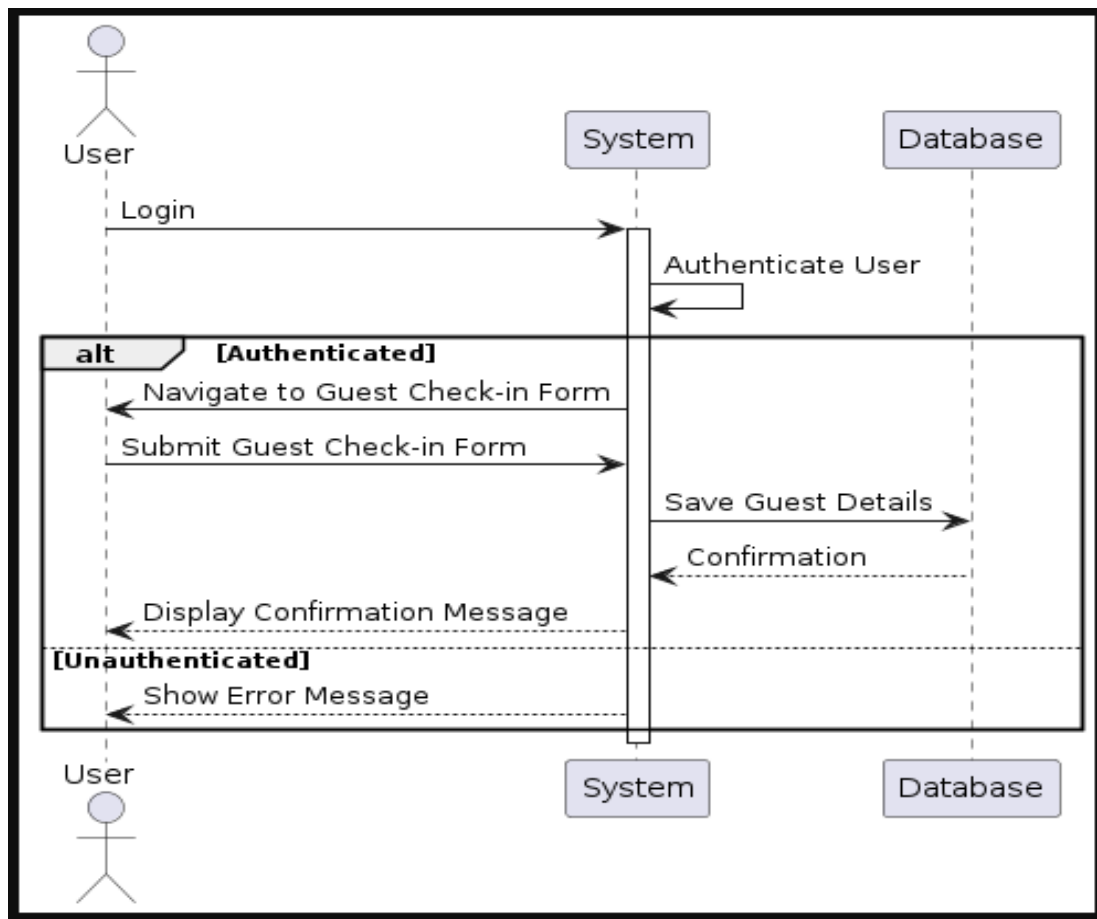 User
System
Database
Login
Authenticate User
alt [Authenticated]
Navigate to Guest Check-in Form
Submit Guest Check-in Form
Save Guest Details
Confirmation
Display Confirmation Message
[Unauthenticated]
Show Error Message
User
System
Database